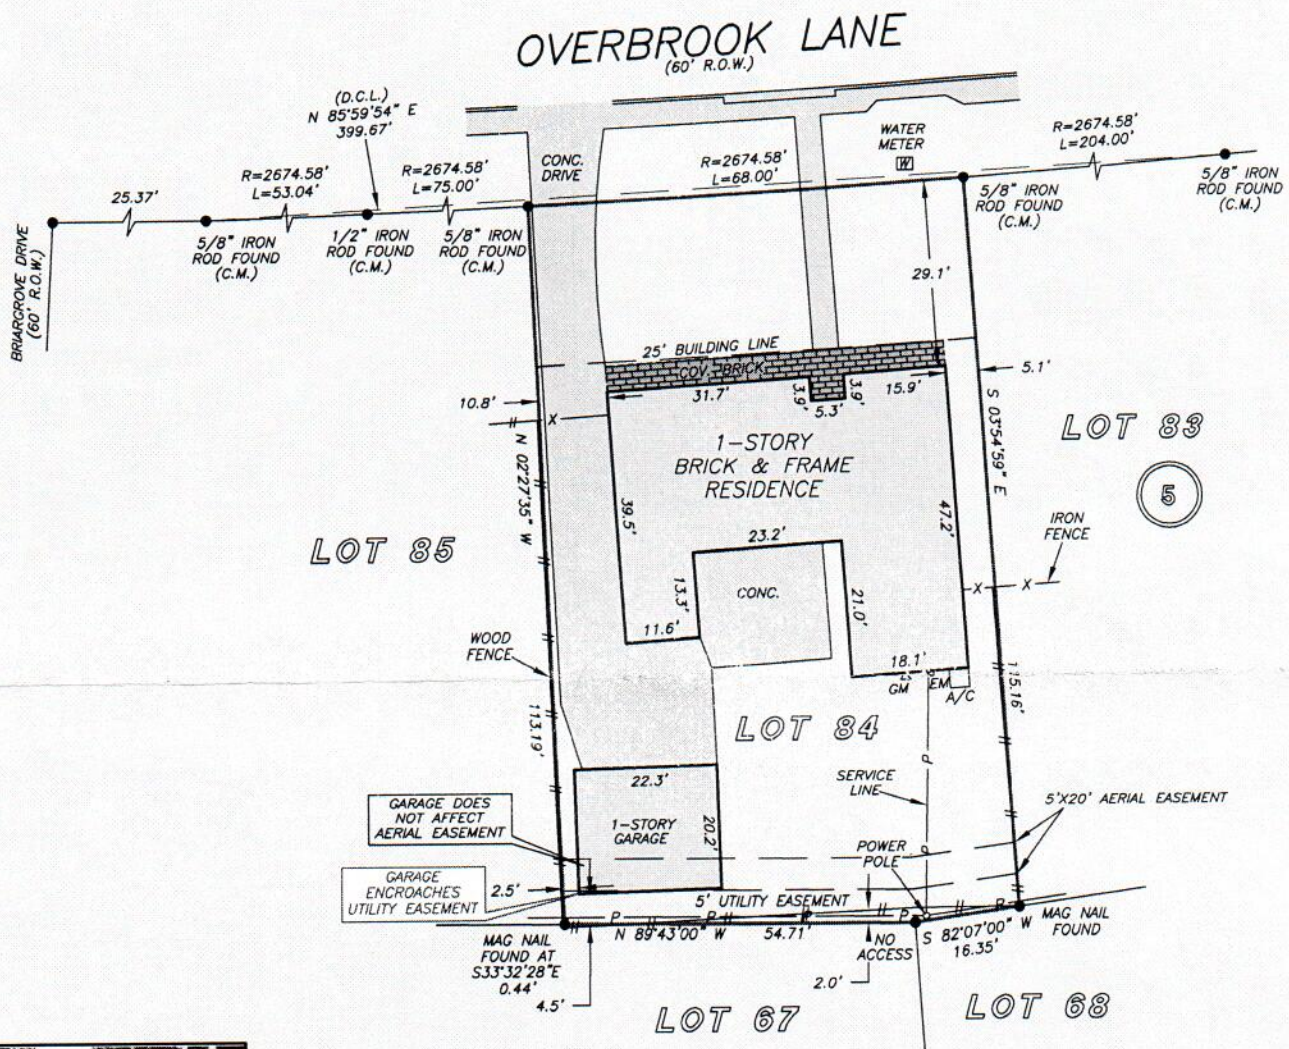 OVERBROOK LANE
(60' R.O.W.)
(D.C.L.)
N 85°59'54" E
399.67'
25.37'
R=2674.58'
L=53.04'
R=2674.58'
L=75.00'
CONC.
DRIVE
R=2674.58'
L=68.00'
WATER
METER
W
R=2674.58'
L=204.00'
BRIARGROVE DRIVE
(60' R.O.W.)
5/8" IRON
ROD FOUND
(C.M.)
1/2" IRON
ROD FOUND
(C.M.)
5/8" IRON
ROD FOUND
(C.M.)
5/8" IRON
ROD FOUND
(C.M.)
5/8" IRON
ROD FOUND
(C.M.)
29.1'
25' BUILDING LINE
COV. BRICK
31.7'
3.9'
5.3'
3.9'
15.9'
5.1'
10.8'
X
N 02°27'35" W
S 03°54'59" E
1-STORY
BRICK & FRAME
RESIDENCE
LOT 83
5
39.5'
47.2'
LOT 85
23.2'
IRON
FENCE
X X
13.3'
CONC.
21.0'
11.6'
WOOD
FENCE
18.1'
GM
EM
A/C
115.16'
113.19'
LOT 84
P
22.3'
SERVICE
LINE
5'X20' AERIAL EASEMENT
GARAGE DOES
NOT AFFECT
AERIAL EASEMENT
1-STORY
GARAGE
20.2'
P
POWER
POLE
GARAGE
ENCROACHES
UTILITY EASEMENT
2.5'
5' UTILITY EASEMENT
P P P P P
N 89°43'00" W 54.71'
NO
ACCESS
S 82°07'00" W
16.35'
MAG NAIL
FOUND
MAG NAIL
FOUND AT
S33°32'28"E
0.44'
4.5'
2.0'
LOT 67
LOT 68